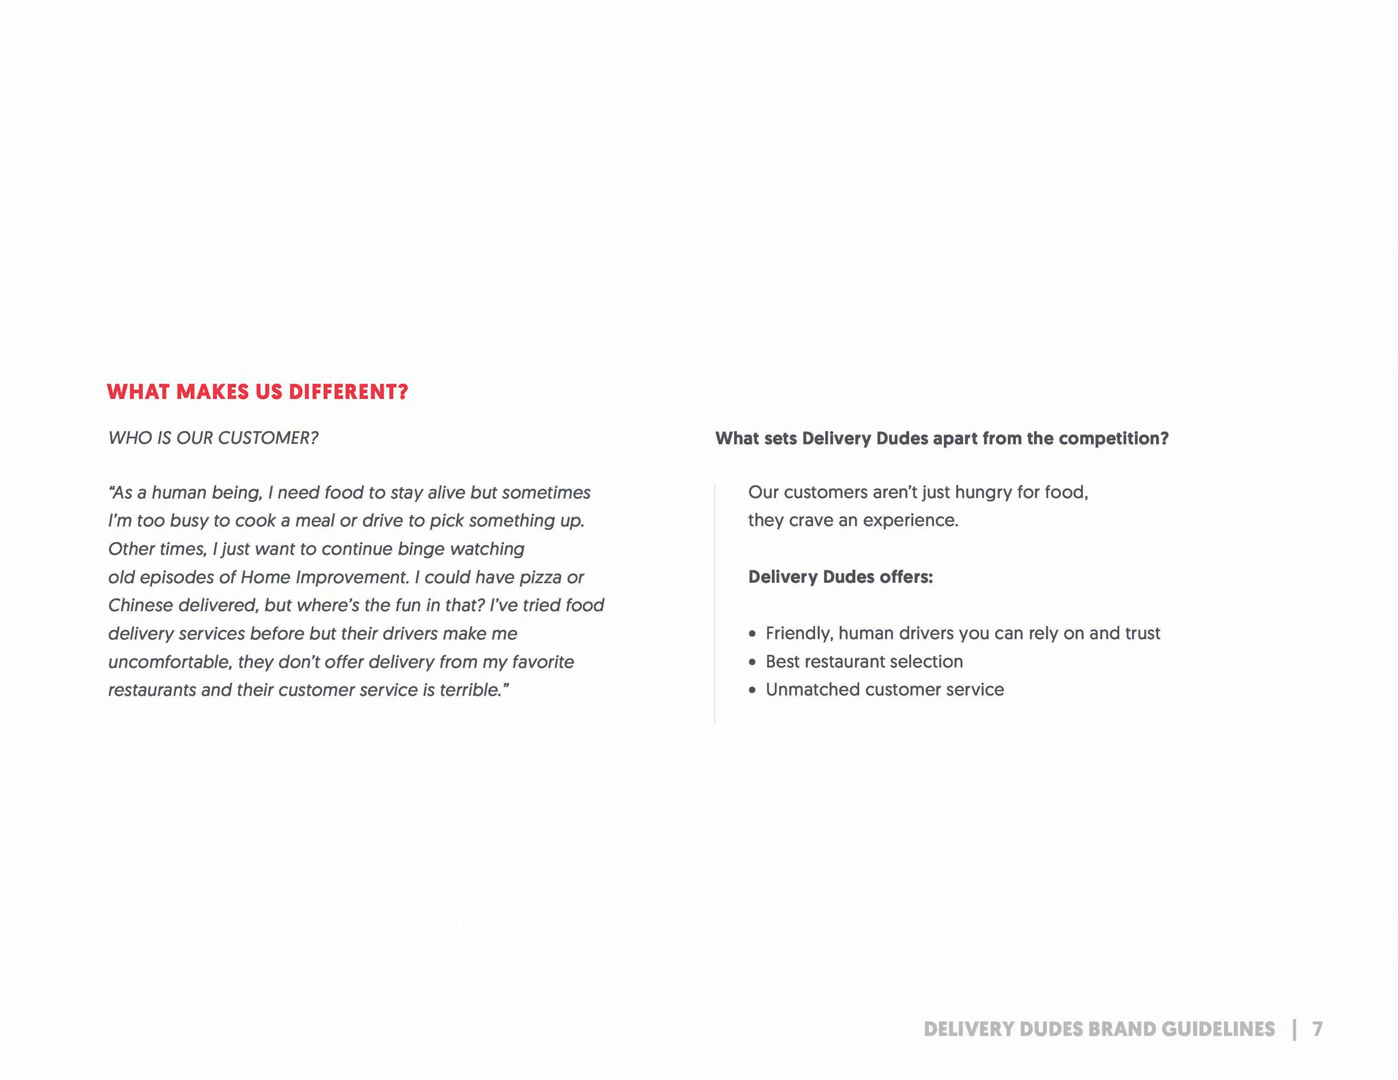 WHAT MAKES US DIFFERENT?
WHO IS OUR CUSTOMER?
"As a human being, I need food to stay alive but sometimes
I'm too busy to cook a meal or drive to pick something up.
Other times, I just want to continue binge watching
old episodes of Home Improvement. I could have pizza or
Chinese delivered, but where's the fun in that? I've tried food
delivery services before but their drivers make me
uncomfortable, they don't offer delivery from my favorite
restaurants and their customer service is terrible."
What sets Delivery Dudes apart from the competition?
Our customers aren't just hungry for food,
they crave an experience.
Delivery Dudes offers:
• Friendly, human drivers you can rely on and trust
• Best restaurant selection
• Unmatched customer service
DELIVERY DUDES BRAND GUIDELINES | 7